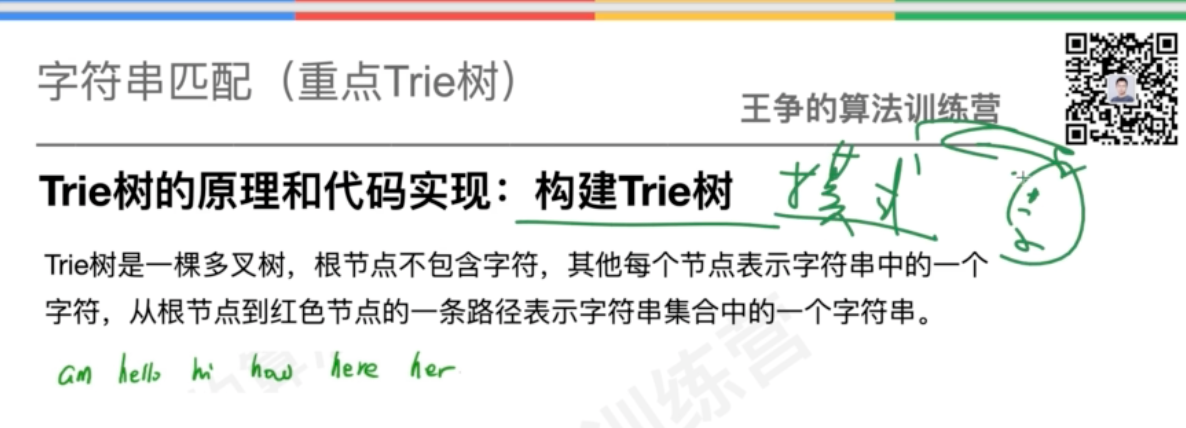 字符串匹配（重点Trie树）
王争的算法训练营
Trie树的原理和代码实现：构建Trie树
Trie树是一棵多叉树，根节点不包含字符，其他每个节点表示字符串中的一个
字符，从根节点到红色节点的一条路径表示字符串集合中的一个字符串。
am hello hi how here her
训练营